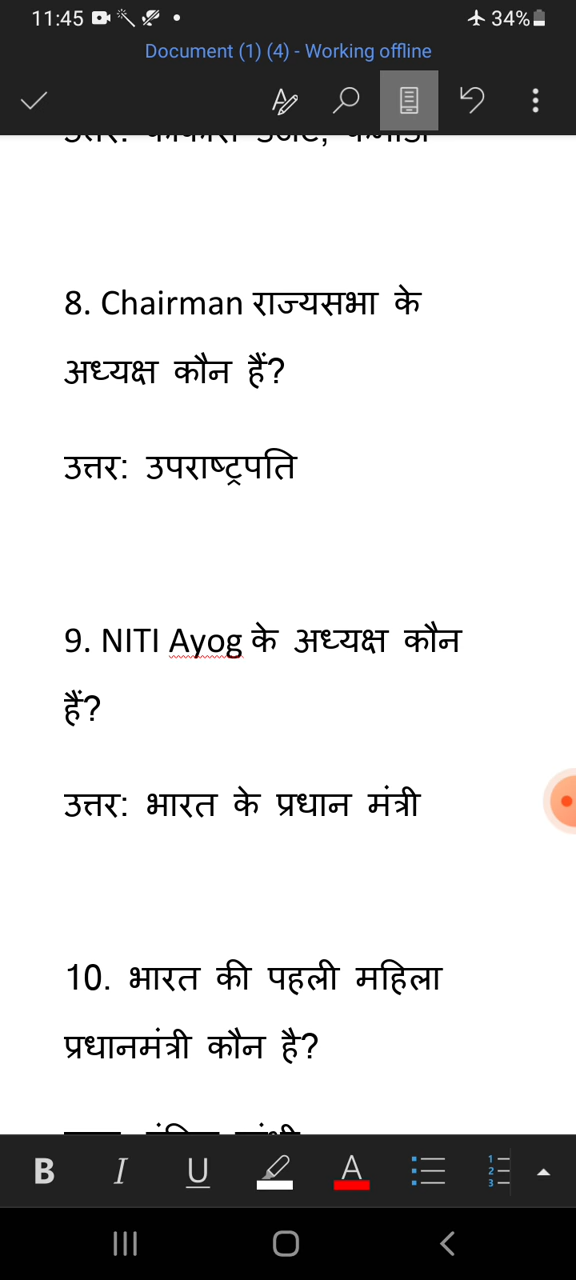 11:45
34%
Document (1) (4) - Working offline
8. Chairman राज्यसभा के
अध्यक्ष कौन हैं?
उत्तर: उपराष्ट्रपति
9. NITI Ayog के अध्यक्ष कौन
हैं?
उत्तर: भारत के प्रधान मंत्री
10. भारत की पहली महिला
प्रधानमंत्री कौन है?
B I U A